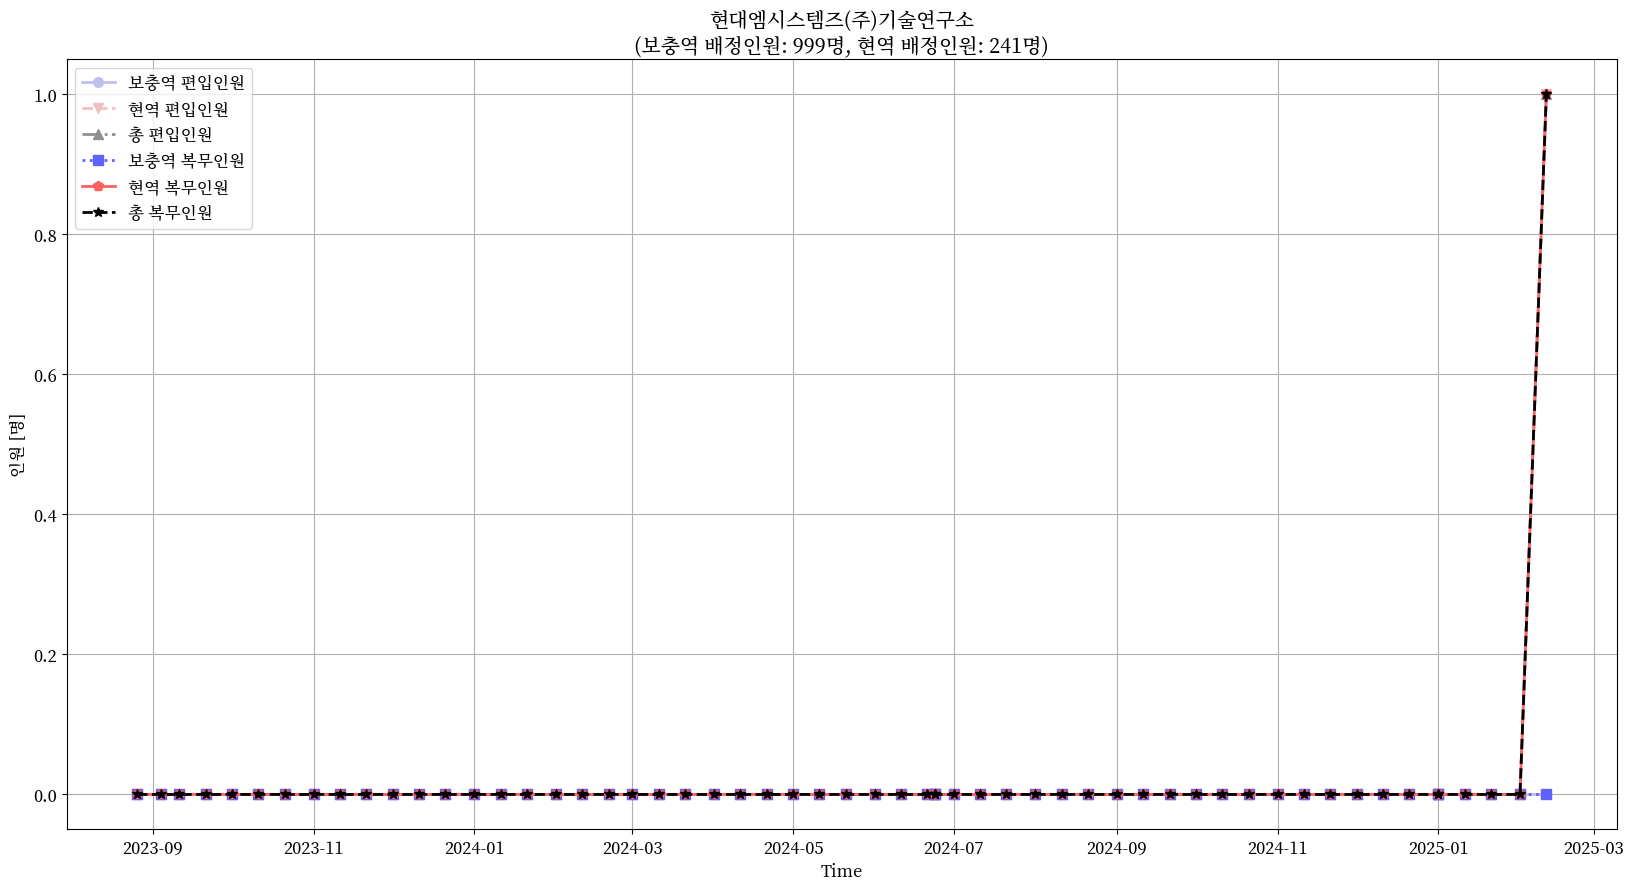 현대엠시스템즈(주)기술연구소
(보충역 배정인원: 999명, 현역 배정인원: 241명)
보충역 편입인원
현역 편입인원
총 편입인원
보충역 복무인원
현역 복무인원
총 복무인원
인원 [명]
1.0
0.8
0.6
0.4
0.2
0.0
2023-09
2023-11
2024-01
2024-03
2024-05
2024-07
2024-09
2024-11
2025-01
2025-03
Time